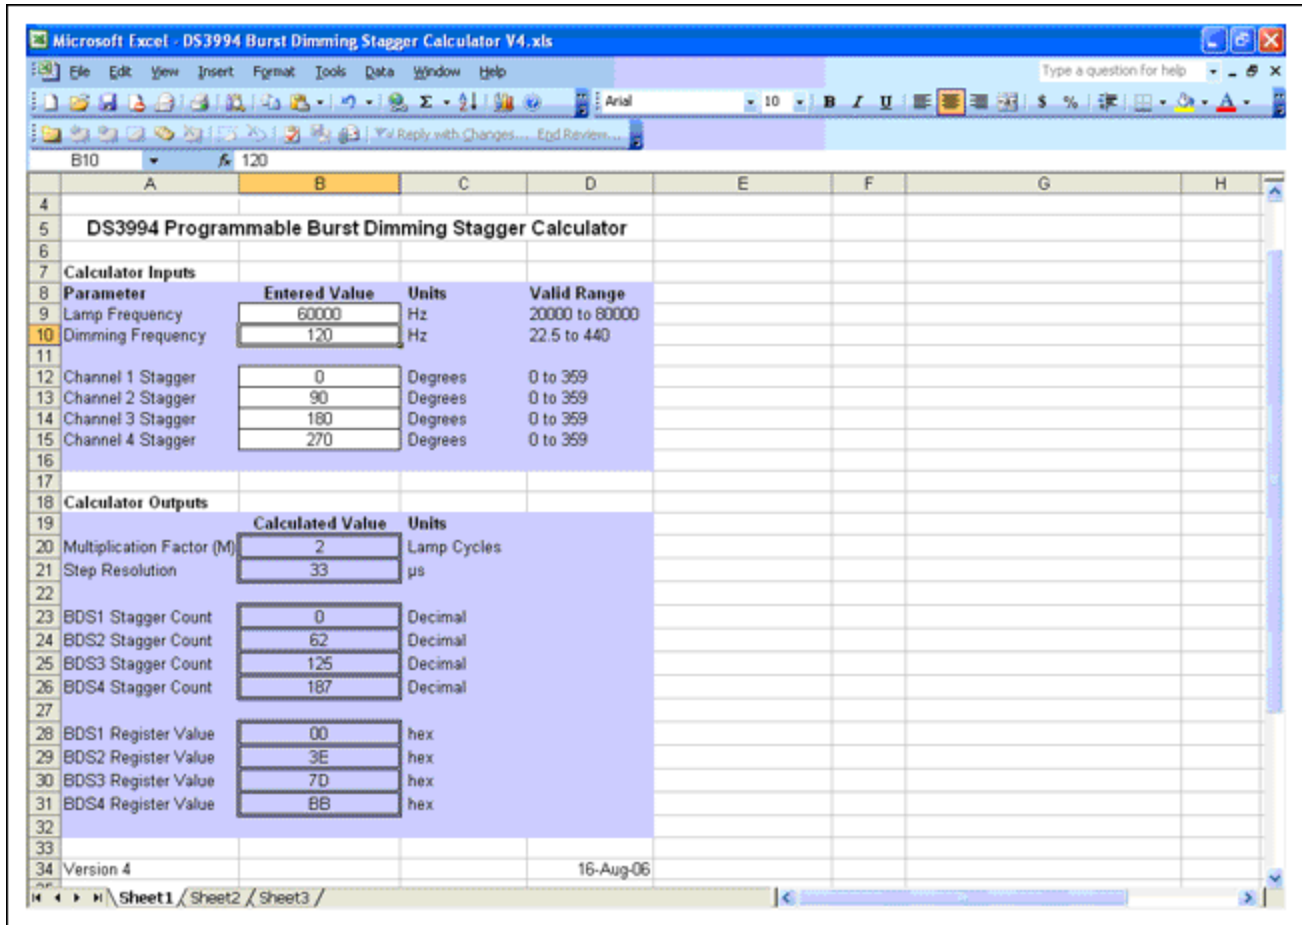 Microsoft Excel - DS3994 Burst Dimming Stagger Calculator V4.xls
File Edit View Insert Format Tools Data Window Help Type a question for help
Arial 10 B I U $ %
Reply with Changes... End Review...
B10 fx 120
A B C D E F G H
4
5 DS3994 Programmable Burst Dimming Stagger Calculator
6
7 Calculator Inputs
8 Parameter Entered Value Units Valid Range
9 Lamp Frequency 60000 Hz 20000 to 80000
10 Dimming Frequency 120 Hz 22.5 to 440
11
12 Channel 1 Stagger 0 Degrees 0 to 359
13 Channel 2 Stagger 90 Degrees 0 to 359
14 Channel 3 Stagger 180 Degrees 0 to 359
15 Channel 4 Stagger 270 Degrees 0 to 359
16
17
18 Calculator Outputs
19 Calculated Value Units
20 Multiplication Factor (M) 2 Lamp Cycles
21 Step Resolution 33 µs
22
23 BDS1 Stagger Count 0 Decimal
24 BDS2 Stagger Count 62 Decimal
25 BDS3 Stagger Count 125 Decimal
26 BDS4 Stagger Count 187 Decimal
27
28 BDS1 Register Value 00 hex
29 BDS2 Register Value 3E hex
30 BDS3 Register Value 7D hex
31 BDS4 Register Value BB hex
32
33
34 Version 4 16-Aug-06
Sheet1 / Sheet2 / Sheet3 /